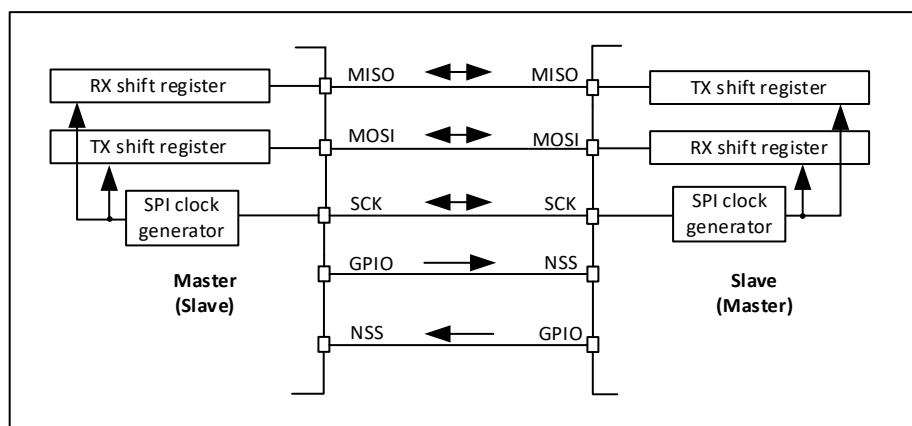 MISO MISO
RX shift register TX shift register
MOSI MOSI
TX shift register RX shift register
SPI clock
generator
SCK SCK
SPI clock
generator
GPIO NSS
Master
(Slave)
Slave
(Master)
NSS GPIO